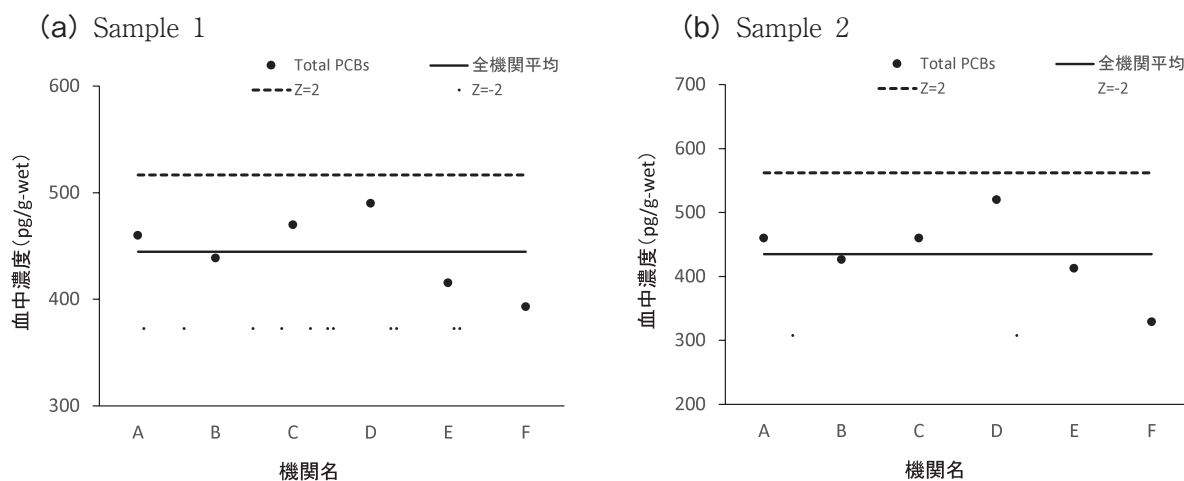 (a) Sample 1
Total PCBs
全機関平均
Z=2
Z=-2
600
500
400
300
血中濃度(pg/g-wet)
A B C D E F
機関名
(b) Sample 2
Total PCBs
全機関平均
Z=2
Z=-2
700
600
500
400
300
200
血中濃度(pg/g-wet)
A B C D E F
機関名